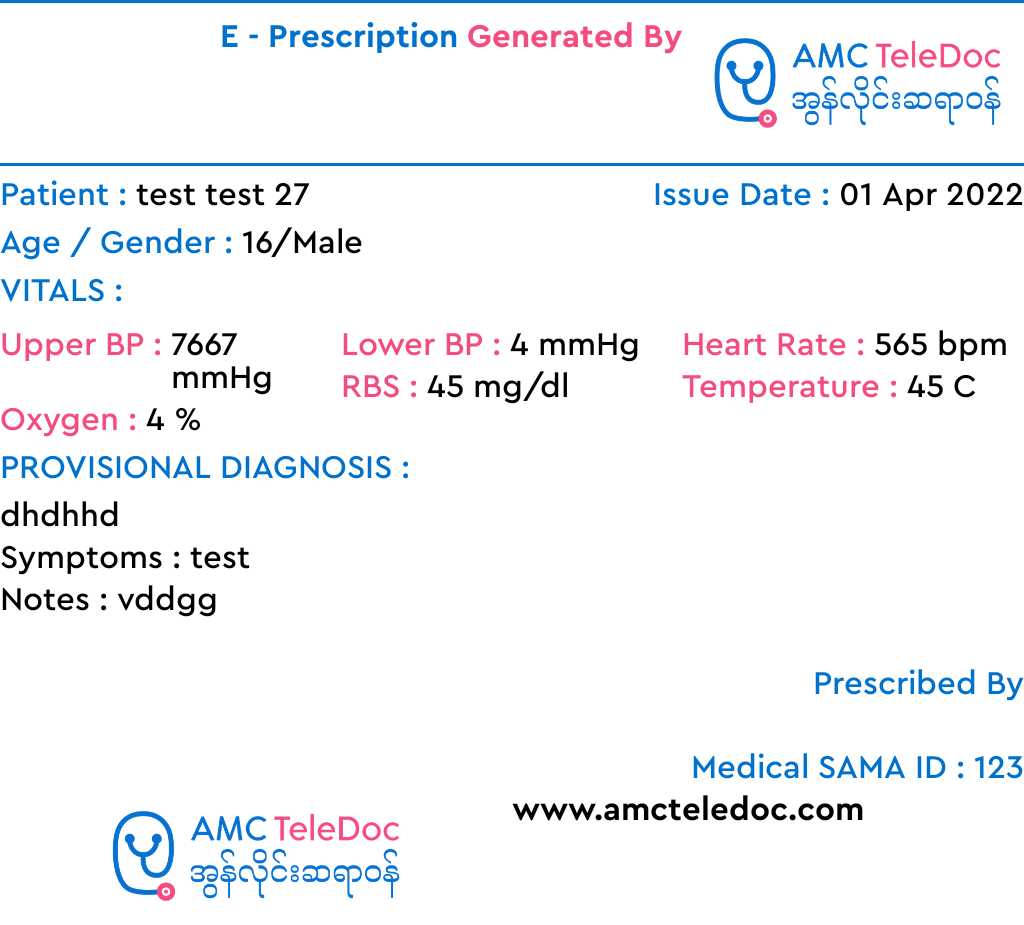 E - Prescription Generated By
AMC TeleDoc
အွန်လိုင်းဆရာဝန်
Patient : test test 27
Issue Date : 01 Apr 2022
Age / Gender : 16/Male
VITALS :
Upper BP : 7667 mmHg
Lower BP : 4 mmHg
Heart Rate : 565 bpm
RBS : 45 mg/dl
Temperature : 45 C
Oxygen : 4 %
PROVISIONAL DIAGNOSIS :
dhdhhd
Symptoms : test
Notes : vddgg
Prescribed By
Medical SAMA ID : 123
www.amcteledoc.com
AMC TeleDoc
အွန်လိုင်းဆရာဝန်